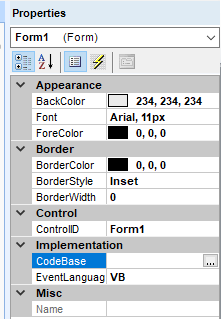 Properties
Form1 (Form)
Appearance
BackColor 234, 234, 234
Font Arial, 11px
ForeColor 0, 0, 0
Border
BorderColor 0, 0, 0
BorderStyle Inset
BorderWidth 0
Control
ControlID Form1
Implementation
CodeBase ...
EventLanguag VB
Misc
Name